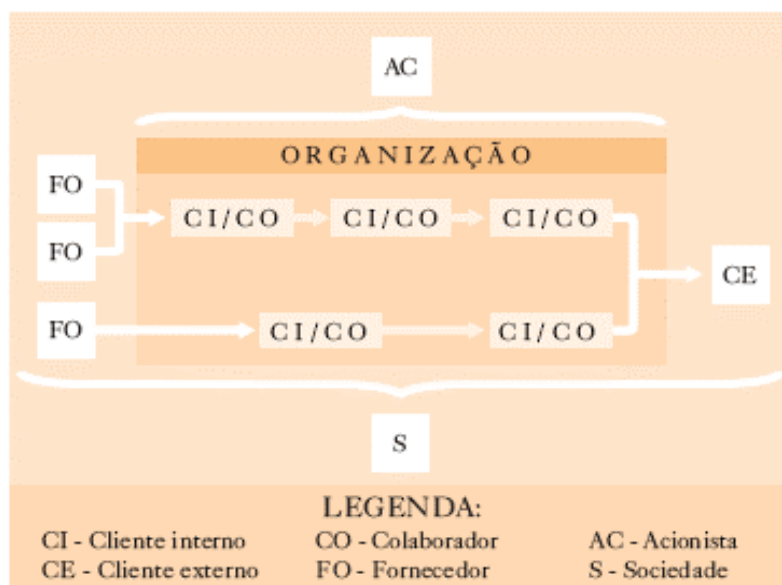 AC
ORGANIZAÇÃO
FO
CI/CO CI/CO CI/CO
FO
CE
FO
CI/CO CI/CO
S
LEGENDA:
CI - Cliente interno CO - Colaborador AC - Acionista
CE - Cliente externo FO - Fornecedor S - Sociedade